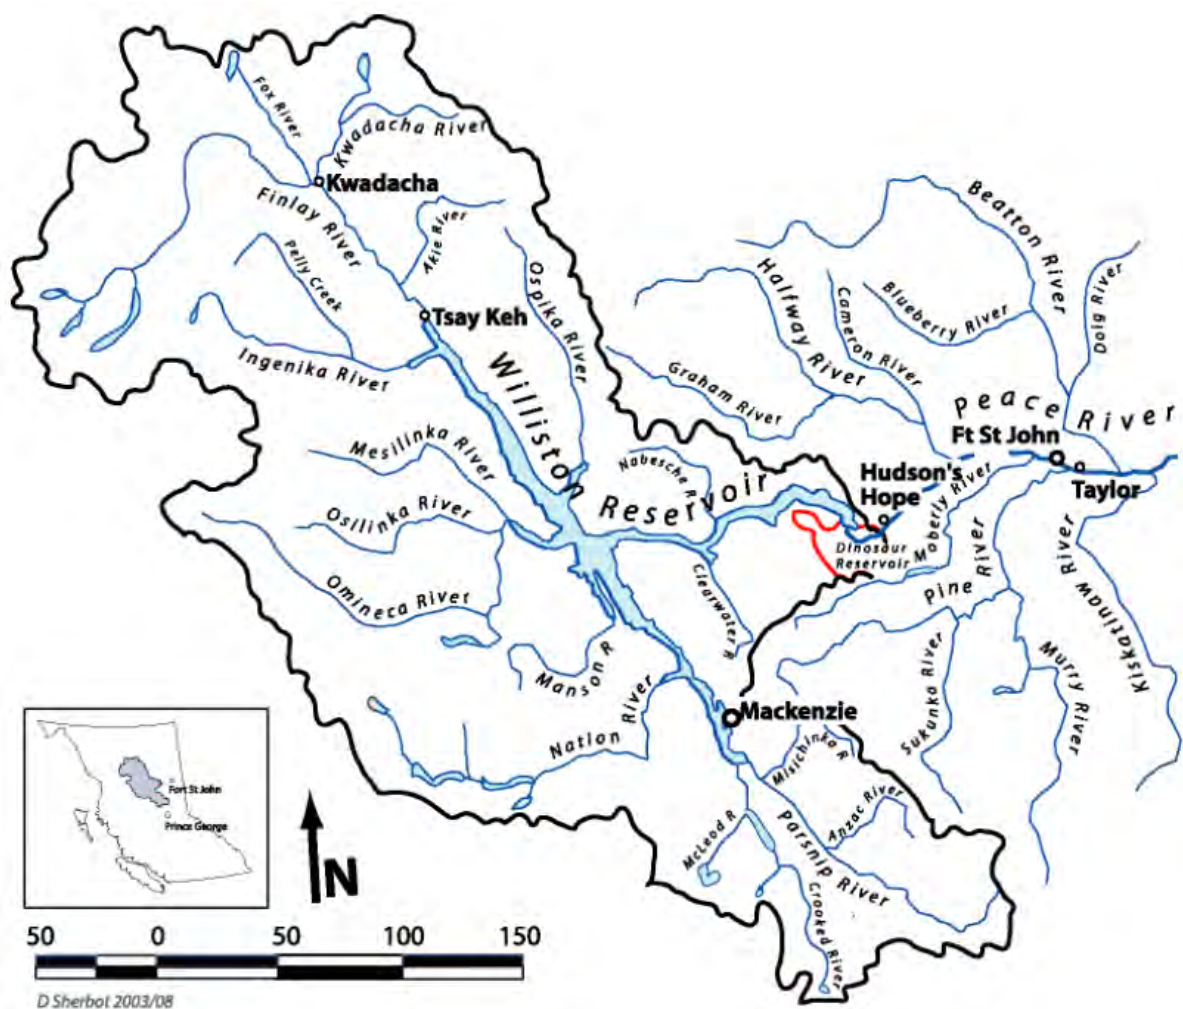 Fox River
Kwadacha River
Kwadacha
Finlay River
Akie River
Pelly Creek
Ospika River
Tsay Keh
Ingenika River
Williston Reservoir
Mesilinka River
Osilinka River
Omineca River
Manson R
Nation River
Nabesche R
Clearwater R
Beatton River
Halfway River
Cameron River
Blueberry River
Doig River
Graham River
Peace River
Ft St John
Taylor
Hudson's
Hope
Dinosaur
Reservoir
Moberly River
Pine River
Kiskatinaw River
Sukunka River
Murry River
Mackenzie
Misichinka R
Anzac River
Parsnip River
McLeod R
Crooked River
Fort St John
Prince George
N
50 0 50 100 150
D Sherbot 2003/08